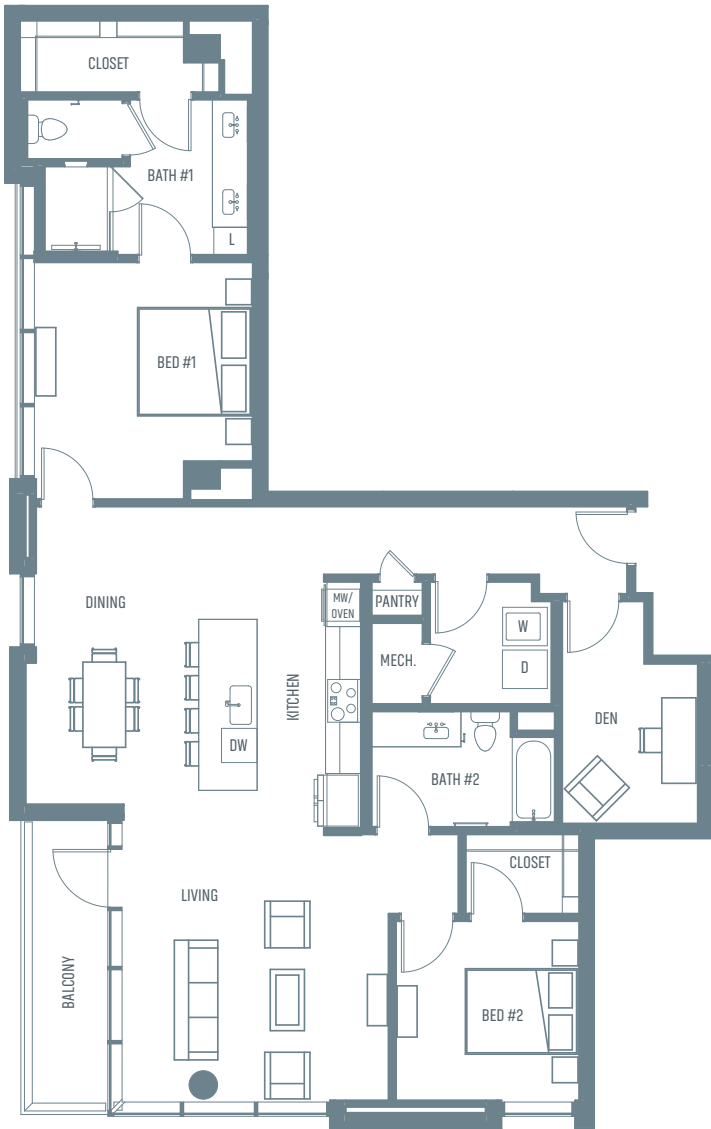 CLOSET
BATH #1
L
BED #1
DINING
MW/
OVEN
PANTRY
W
MECH.
D
KITCHEN
DEN
DW
BATH #2
CLOSET
LIVING
BALCONY
BED #2